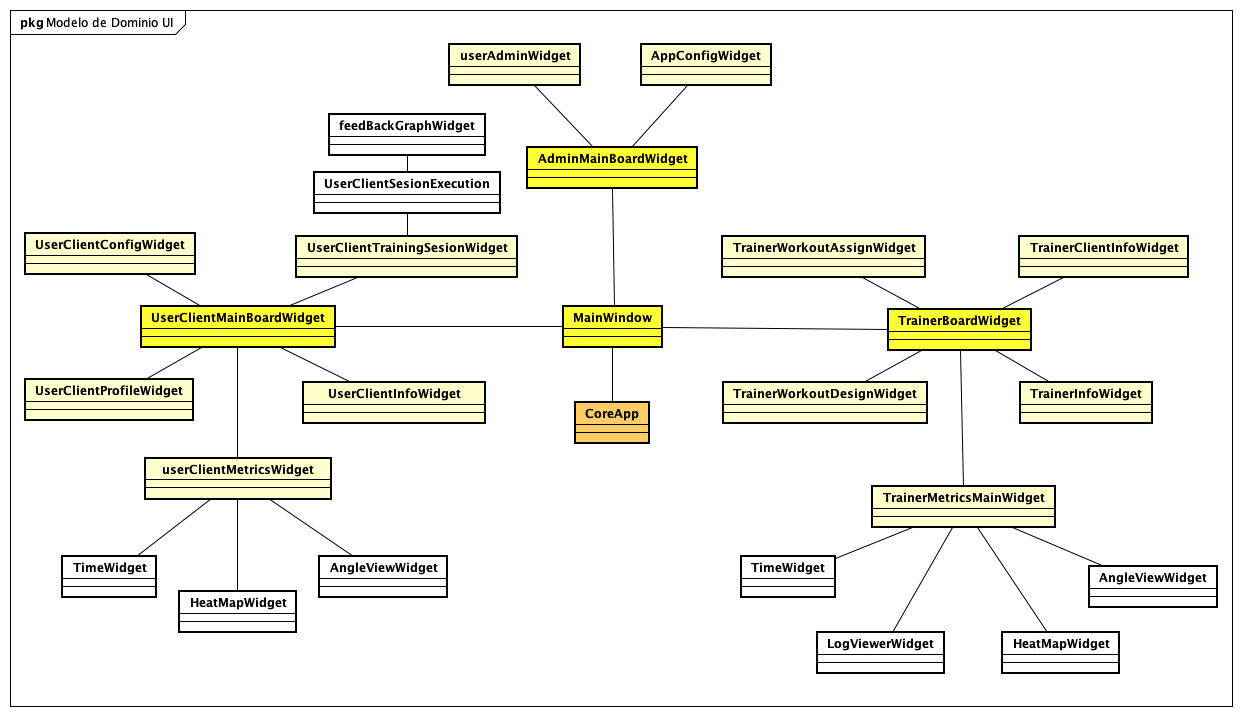 pkg Modelo de Dominio UI
userAdminWidget
AppConfigWidget
feedBackGraphWidget
AdminMainBoardWidget
UserClientSesionExecution
UserClientConfigWidget
UserClientTrainingSesionWidget
TrainerWorkoutAssignWidget
TrainerClientInfoWidget
UserClientMainBoardWidget
MainWindow
TrainerBoardWidget
UserClientProfileWidget
UserClientInfoWidget
CoreApp
TrainerWorkoutDesignWidget
TrainerInfoWidget
userClientMetricsWidget
TrainerMetricsMainWidget
TimeWidget
HeatMapWidget
AngleViewWidget
TimeWidget
AngleViewWidget
LogViewerWidget
HeatMapWidget